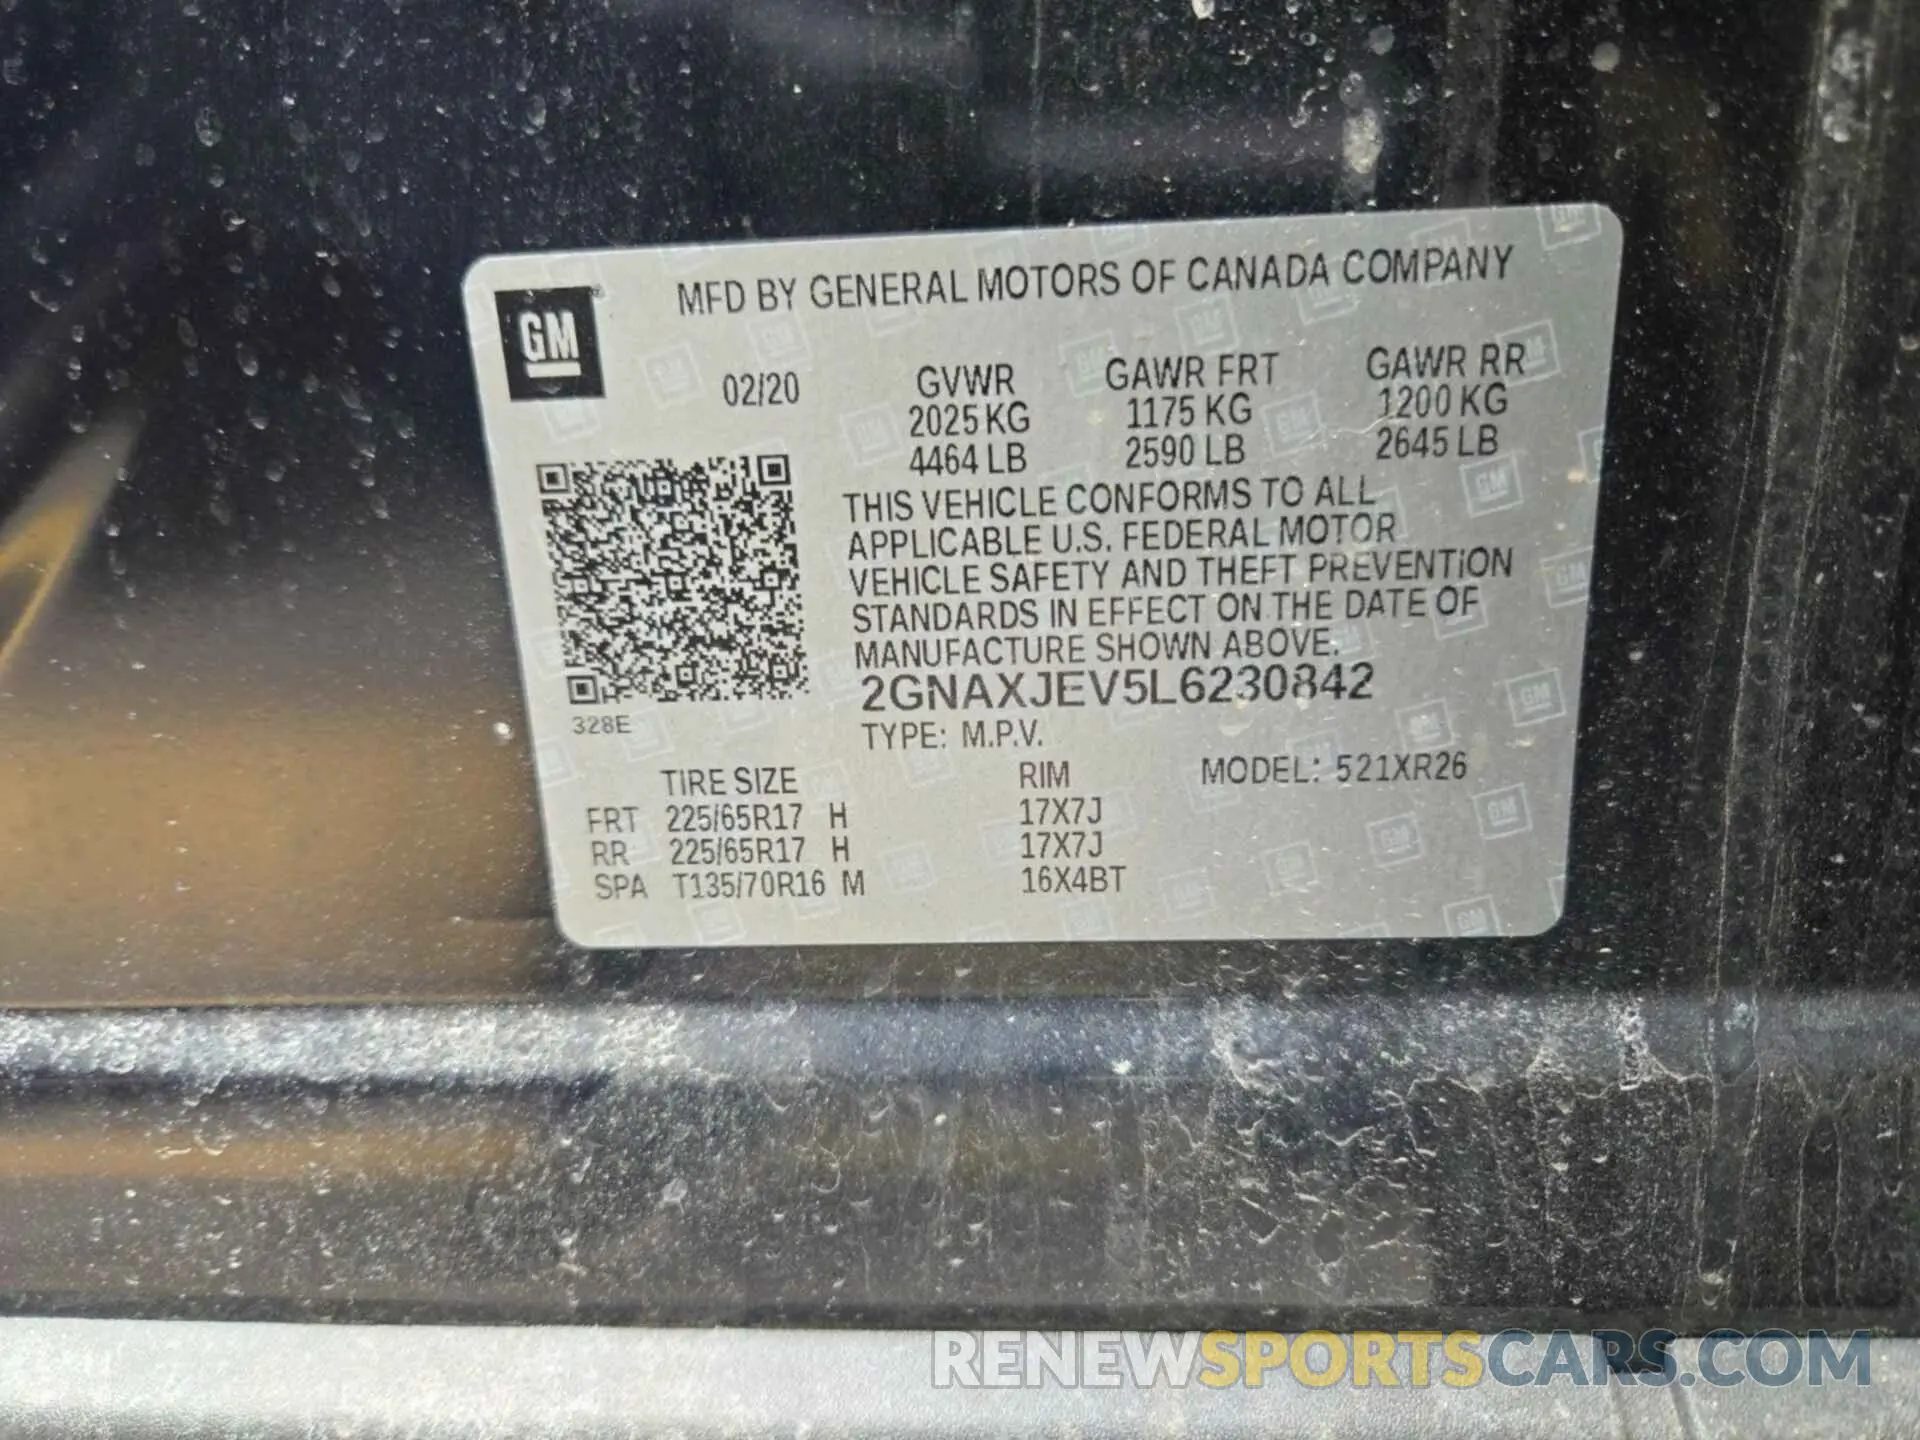 GM
MFD BY GENERAL MOTORS OF CANADA COMPANY
02/20 GVWR GAWR FRT GAWR RR
2025 KG 1175 KG 1200 KG
4464 LB 2590 LB 2645 LB
THIS VEHICLE CONFORMS TO ALL
APPLICABLE U.S. FEDERAL MOTOR
VEHICLE SAFETY AND THEFT PREVENTION
STANDARDS IN EFFECT ON THE DATE OF
MANUFACTURE SHOWN ABOVE.
2GNAXJEV5L6230842
328E
TYPE: M.P.V.
TIRE SIZE RIM MODEL: 521XR26
FRT 225/65R17 H 17X7J
RR 225/65R17 H 17X7J
SPA T135/70R16 M 16X4BT
RENEWSPORTSCARS.COM